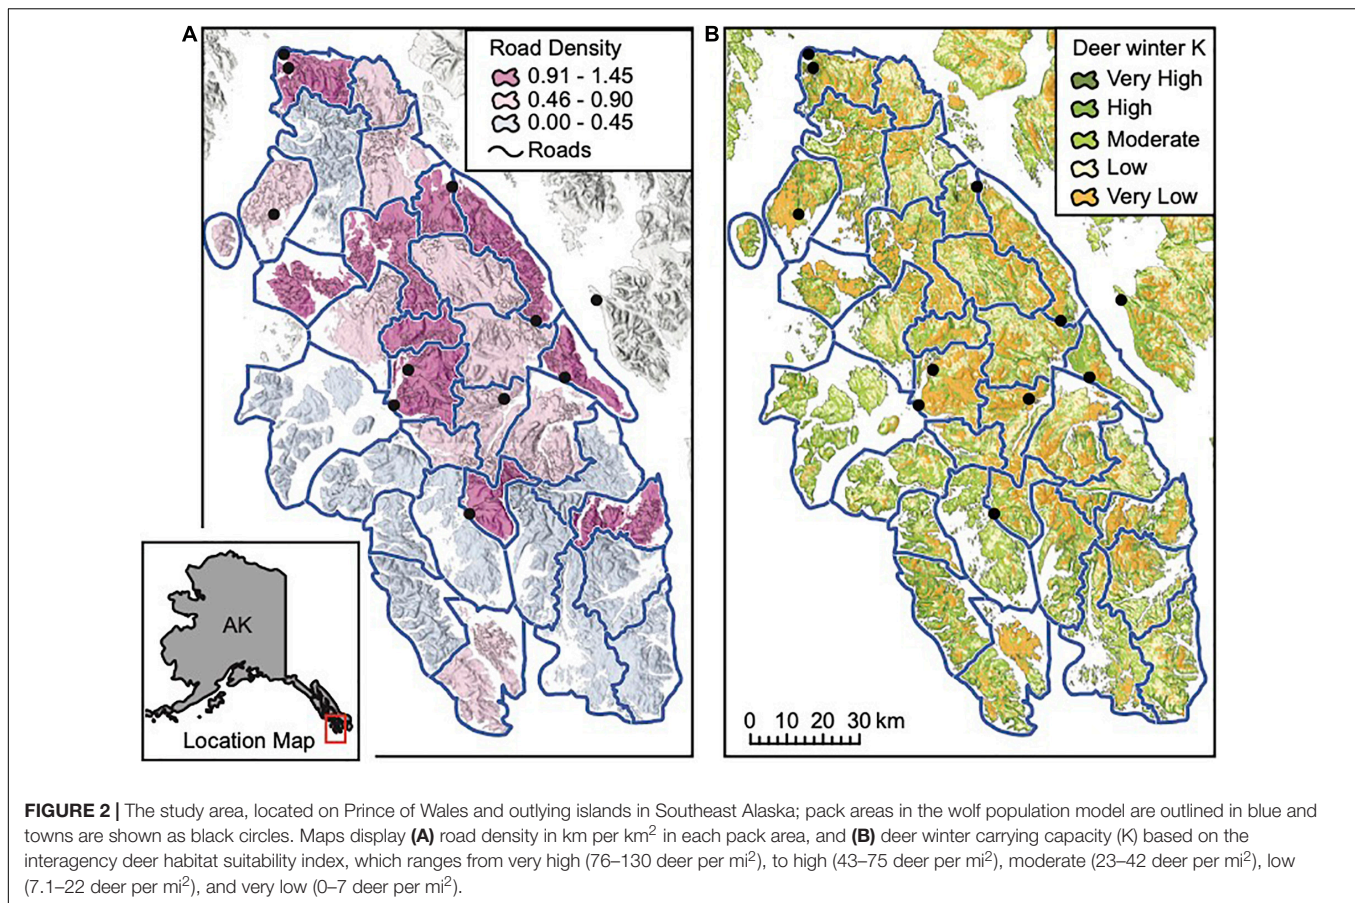 A
Road Density
0.91 - 1.45
0.46 - 0.90
0.00 - 0.45
Roads
AK
Location Map
B
Deer winter K
Very High
High
Moderate
Low
Very Low
0 10 20 30 km
FIGURE 2 | The study area, located on Prince of Wales and outlying islands in Southeast Alaska; pack areas in the wolf population model are outlined in blue and
towns are shown as black circles. Maps display (A) road density in km per km² in each pack area, and (B) deer winter carrying capacity (K) based on the
interagency deer habitat suitability index, which ranges from very high (76–130 deer per mi²), to high (43–75 deer per mi²), moderate (23–42 deer per mi²), low
(7.1–22 deer per mi²), and very low (0–7 deer per mi²).